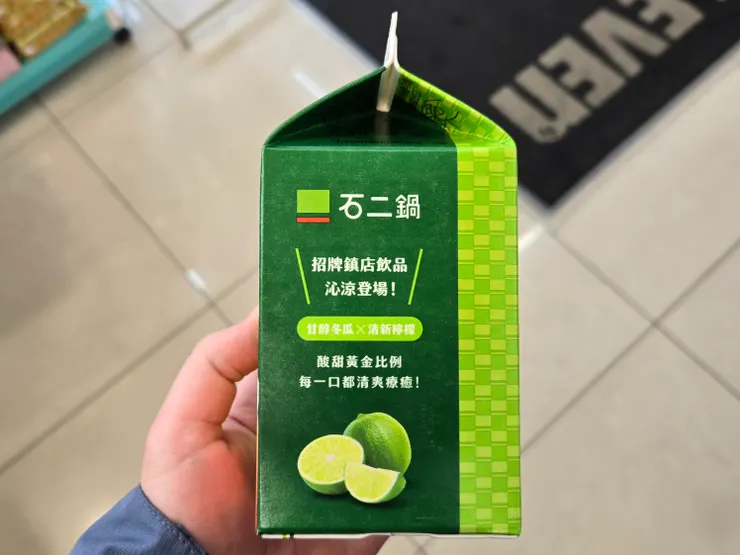 EVEn
石二鍋
招牌鎮店飲品
沁涼登場！
甘醇冬瓜×清新檸檬
酸甜黃金比例
每一口都清爽療癒！